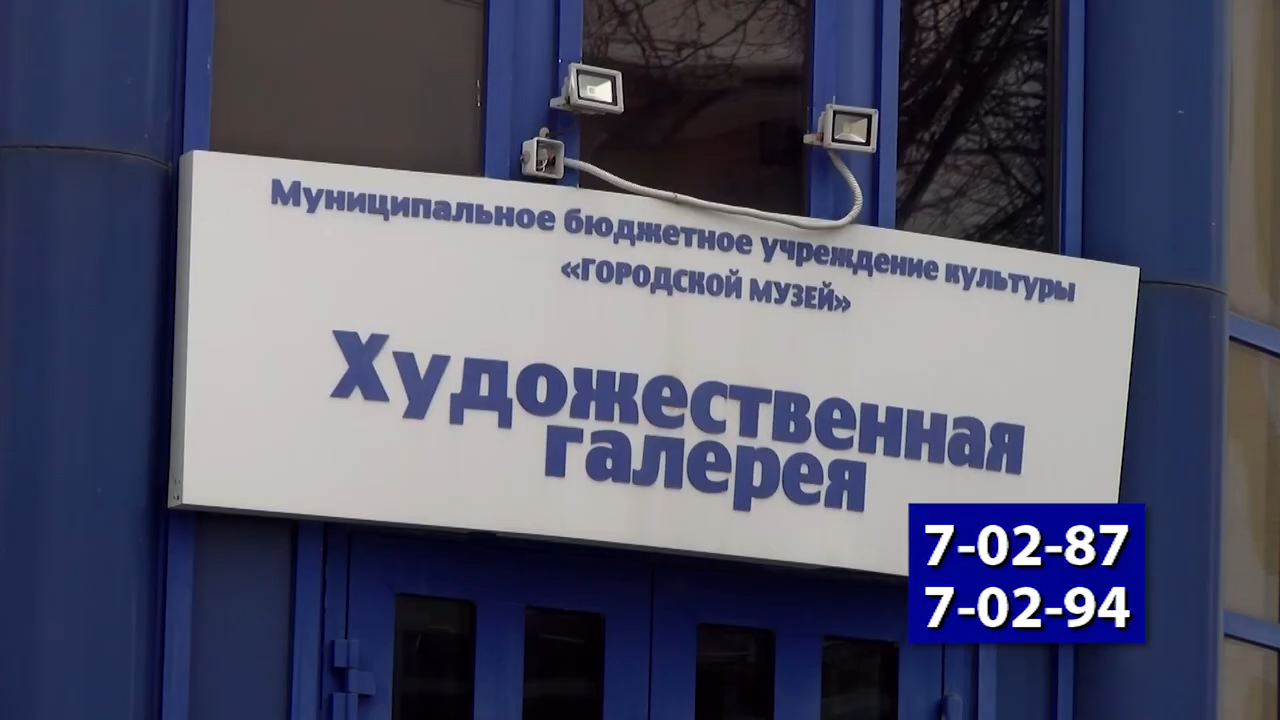 Муниципальное бюджетное учреждение культуры
«ГОРОДСКОЙ МУЗЕЙ»
Художественная
галерея
7-02-87
7-02-94